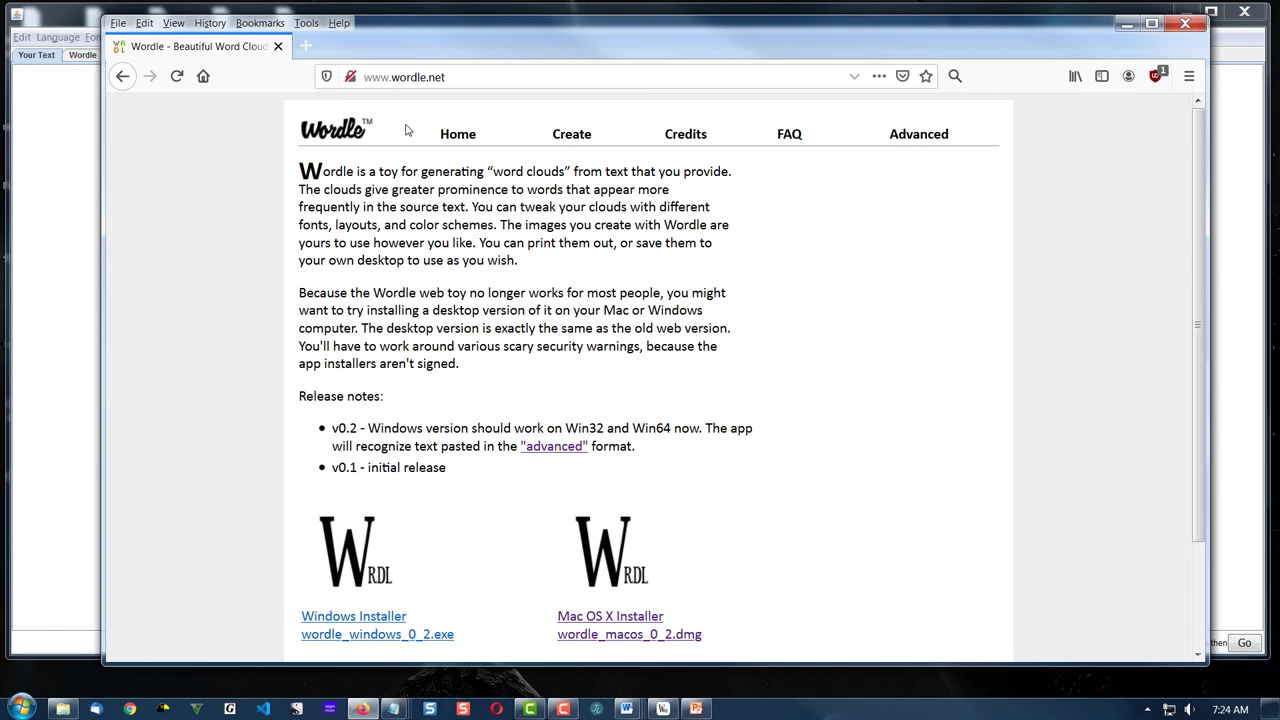 File Edit View History Bookmarks Tools Help
Edit Language
Wordle - Beautiful Word Cloud
Your Text Wordle
www.wordle.net
1
Wordle™ Home Create Credits FAQ Advanced
Wordle is a toy for generating “word clouds” from text that you provide.
The clouds give greater prominence to words that appear more
frequently in the source text. You can tweak your clouds with different
fonts, layouts, and color schemes. The images you create with Wordle are
yours to use however you like. You can print them out, or save them to
your own desktop to use as you wish.
Because the Wordle web toy no longer works for most people, you might
want to try installing a desktop version of it on your Mac or Windows
computer. The desktop version is exactly the same as the old web version.
You'll have to work around various scary security warnings, because the
app installers aren't signed.
Release notes:
v0.2 - Windows version should work on Win32 and Win64 now. The app
will recognize text pasted in the "advanced" format.
v0.1 - initial release
WRDL WRDL
Windows Installer
wordle_windows_0_2.exe
Mac OS X Installer
wordle_macos_0_2.dmg
then Go
7:24 AM